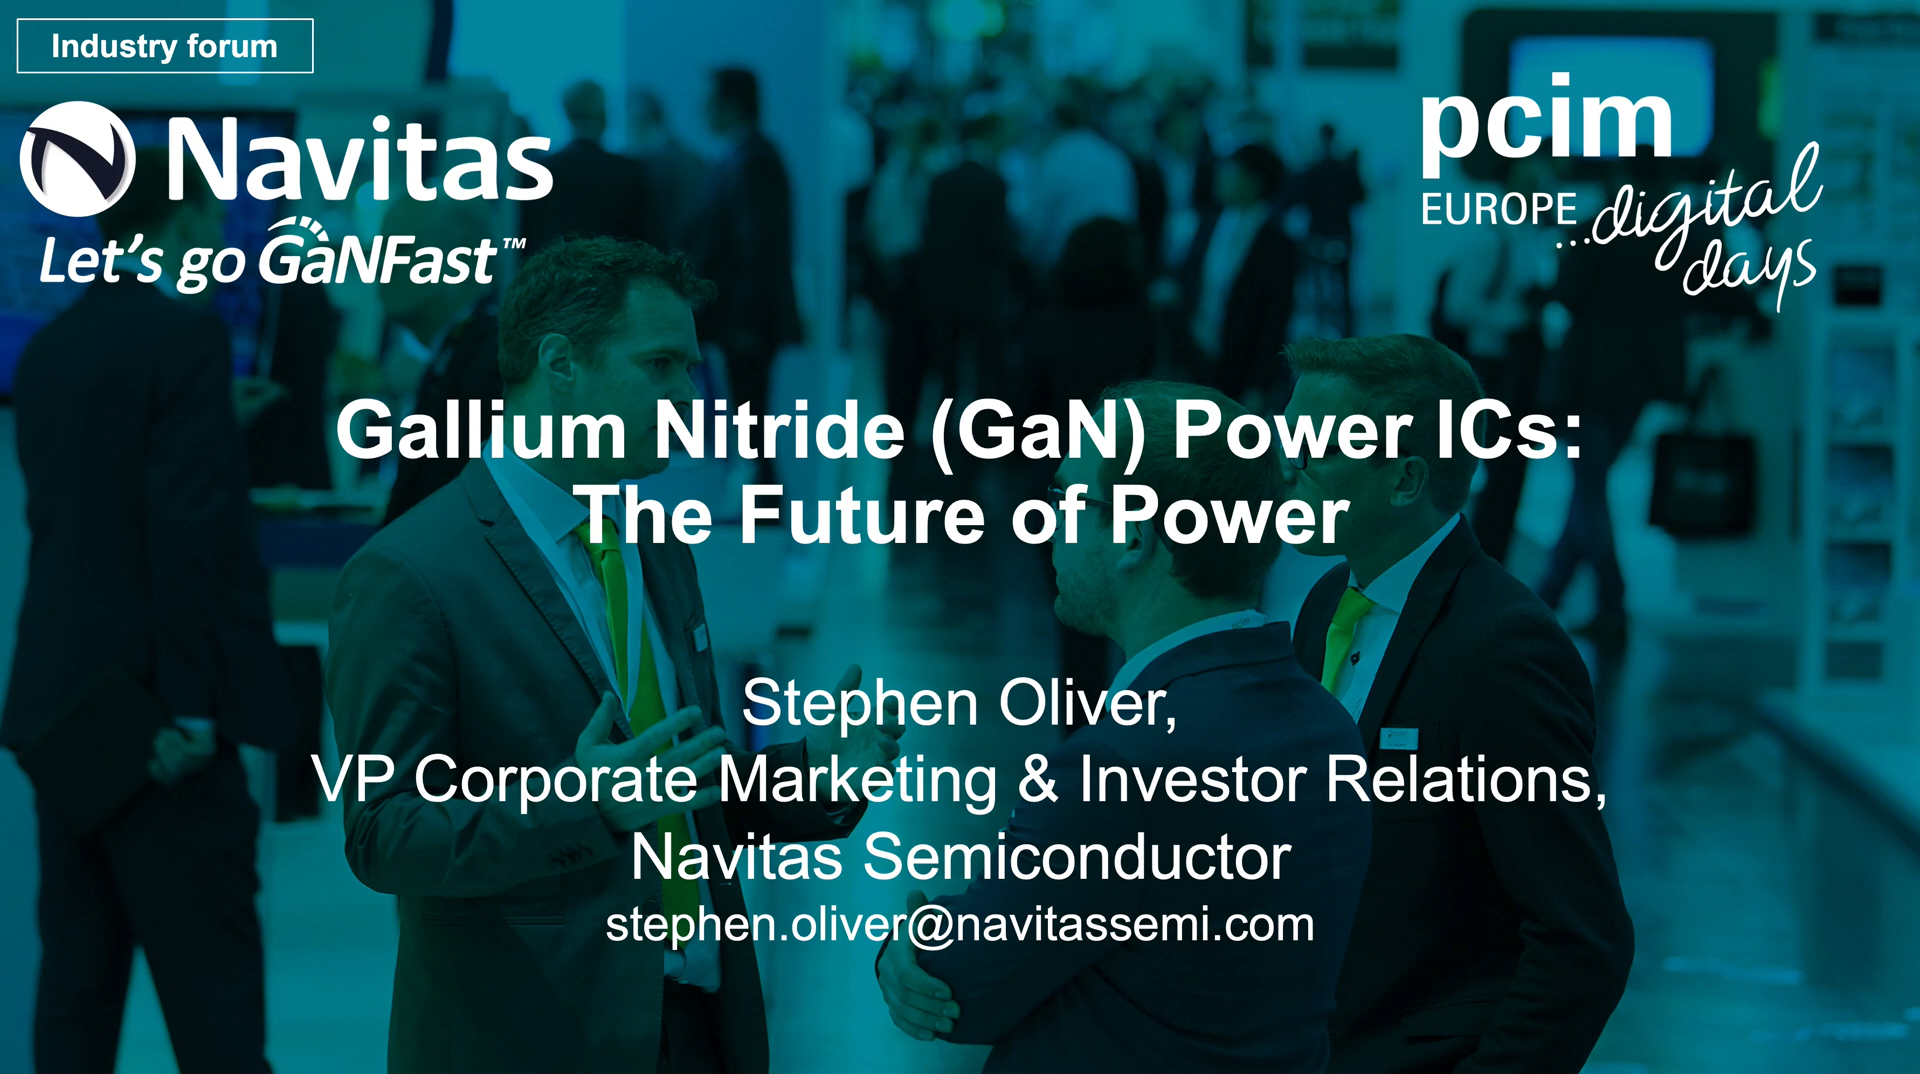 Industry forum
Navitas
Let's go GaNFast™
pcim
EUROPE
...digital
days
Gallium Nitride (GaN) Power ICs:
The Future of Power
Stephen Oliver,
VP Corporate Marketing & Investor Relations,
Navitas Semiconductor
stephen.oliver@navitassemi.com